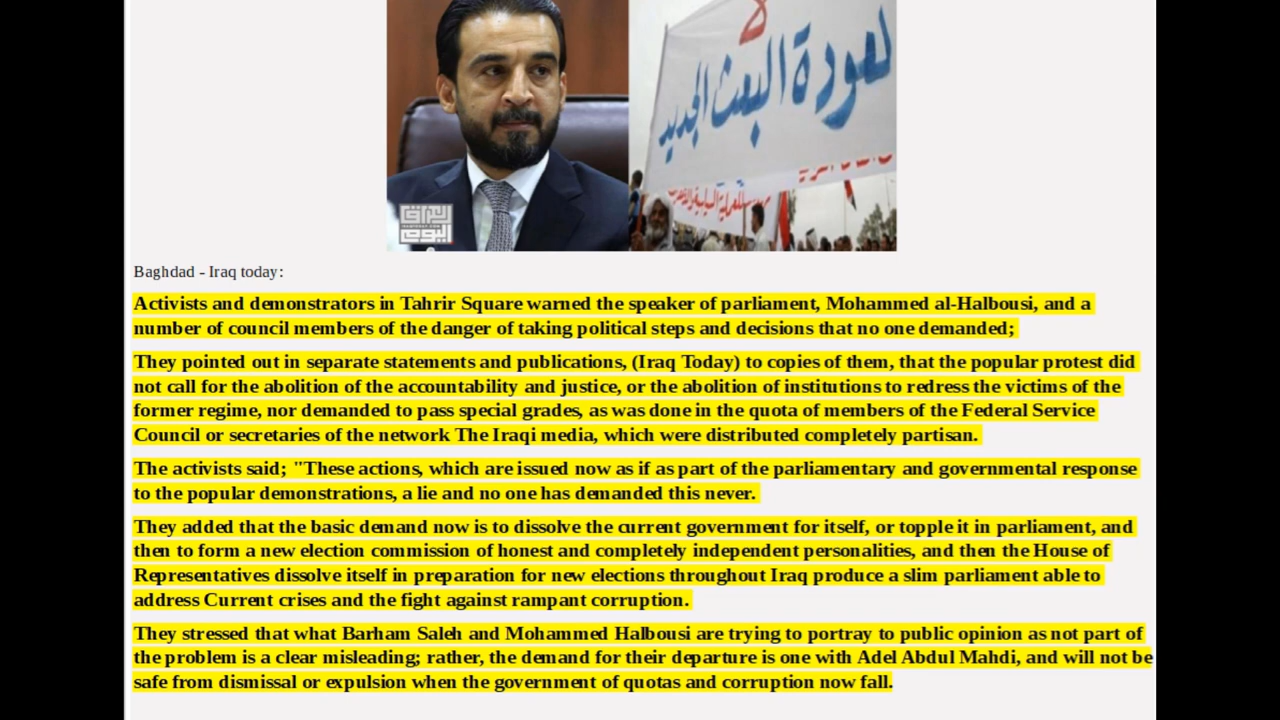 لا
لعودة البعث الجديد
العراق
اليوم
Baghdad - Iraq today:
Activists and demonstrators in Tahrir Square warned the speaker of parliament, Mohammed al-Halbousi, and a
number of council members of the danger of taking political steps and decisions that no one demanded;
They pointed out in separate statements and publications, (Iraq Today) to copies of them, that the popular protest did
not call for the abolition of the accountability and justice, or the abolition of institutions to redress the victims of the
former regime, nor demanded to pass special grades, as was done in the quota of members of the Federal Service
Council or secretaries of the network The Iraqi media, which were distributed completely partisan.
The activists said; "These actions, which are issued now as if as part of the parliamentary and governmental response
to the popular demonstrations, a lie and no one has demanded this never.
They added that the basic demand now is to dissolve the current government for itself, or topple it in parliament, and
then to form a new election commission of honest and completely independent personalities, and then the House of
Representatives dissolve itself in preparation for new elections throughout Iraq produce a slim parliament able to
address Current crises and the fight against rampant corruption.
They stressed that what Barham Saleh and Mohammed Halbousi are trying to portray to public opinion as not part of
the problem is a clear misleading; rather, the demand for their departure is one with Adel Abdul Mahdi, and will not be
safe from dismissal or expulsion when the government of quotas and corruption now fall.